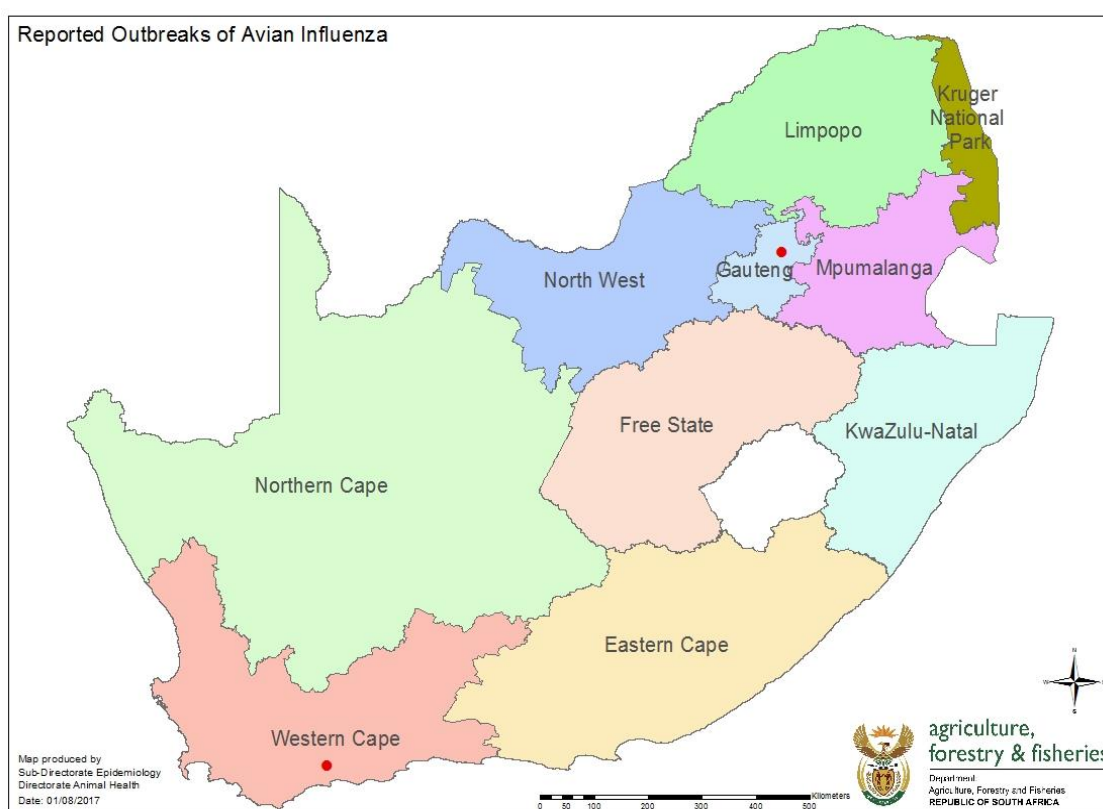 Reported Outbreaks of Avian Influenza
Kruger
National
Park
Limpopo
North West
Gauteng
Mpumalanga
Free State
KwaZulu-Natal
Northern Cape
Eastern Cape
Western Cape
N
W
S
Map produced by
Sub-Directorate Epidemiology
Directorate Animal Health
Date: 01/08/2017
0 50 100 200 300 400 500 Kilometers
agriculture,
forestry & fisheries
Department:
Agriculture, Forestry and Fisheries
REPUBLIC OF SOUTH AFRICA